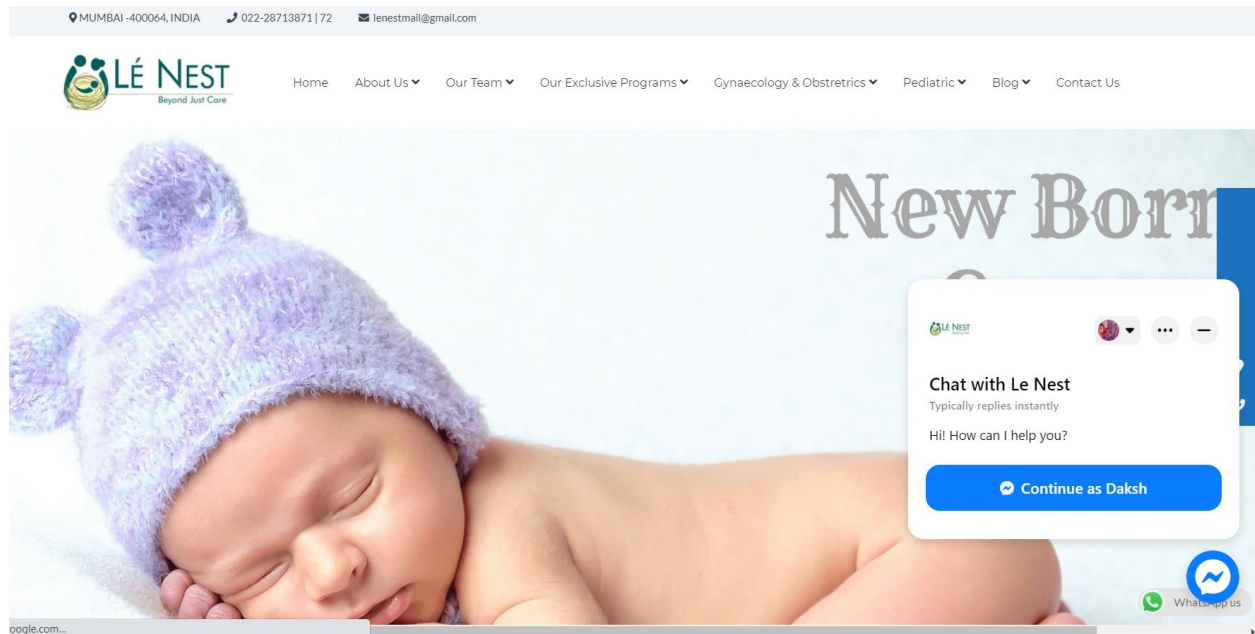 MUMBAI -400064, INDIA 022-28713871 | 72 lenestmail@gmail.com
LÉ NEST
Beyond Just Care
Home About Us Our Team Our Exclusive Programs Gynaecology & Obstretrics Pediatric Blog Contact Us
New Born
LÉ NEST
Chat with Le Nest
Typically replies instantly
Hi! How can I help you?
Continue as Daksh
WhatsApp us
oogle.com...